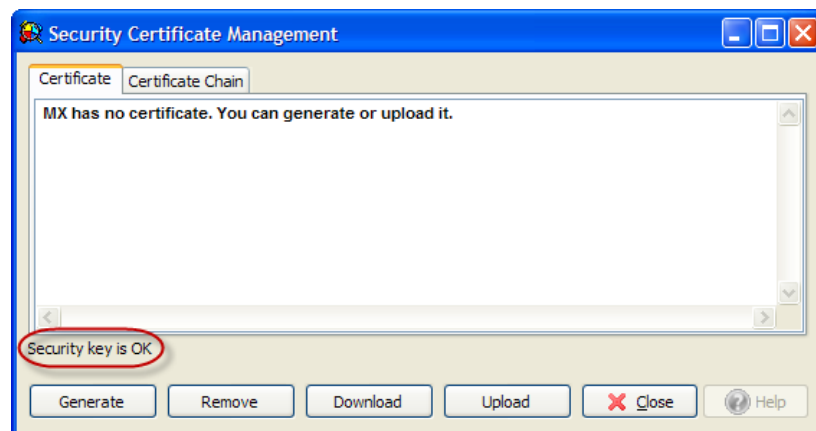 Security Certificate Management
Certificate Certificate Chain
MX has no certificate. You can generate or upload it.
Security key is OK
Generate Remove Download Upload Close Help